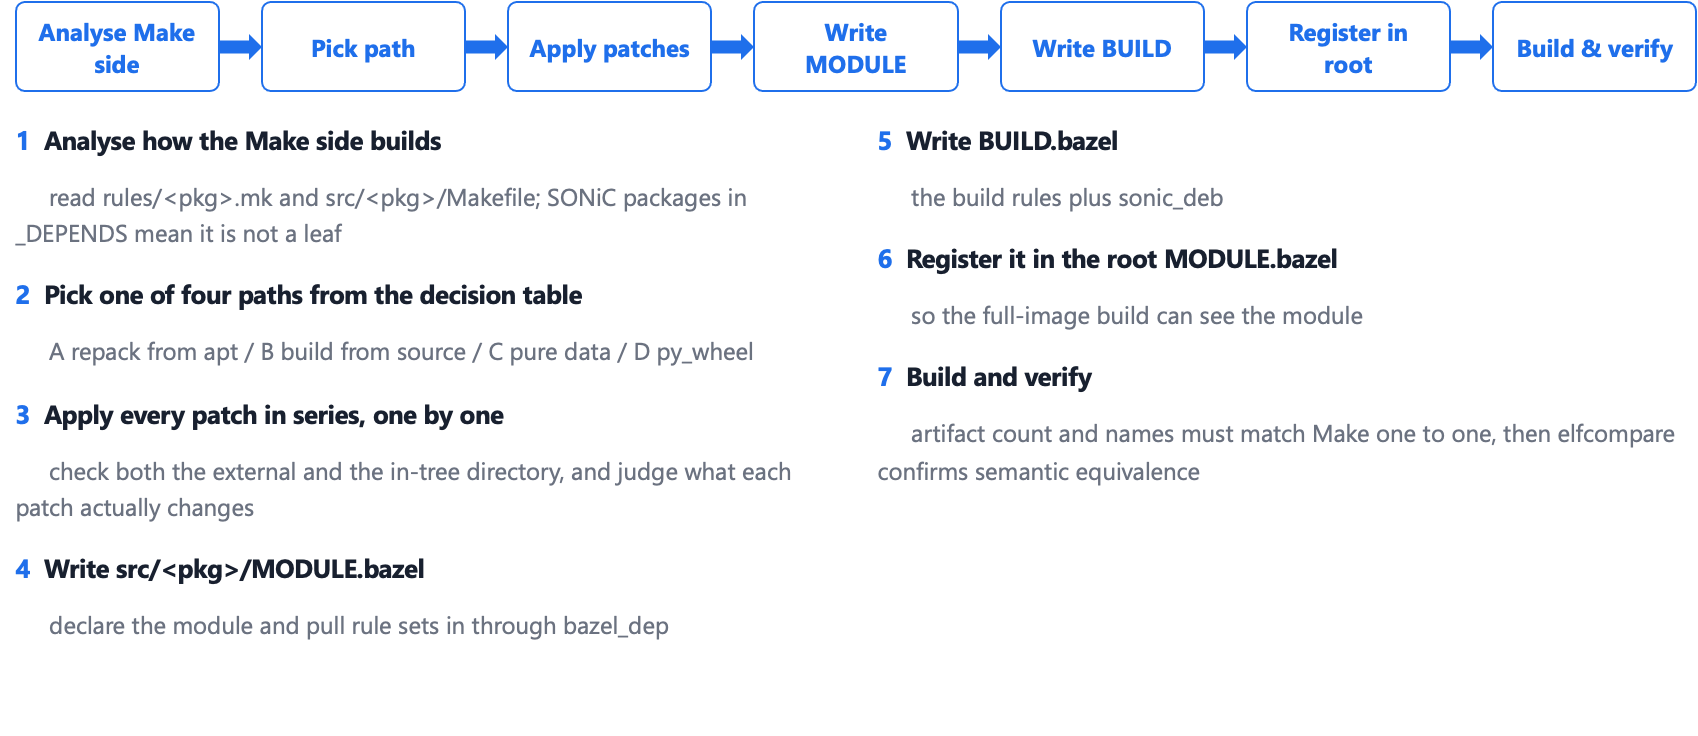 Analyse Make
side
Pick path
Apply patches
Write
MODULE
Write BUILD
Register in
root
Build & verify
1 Analyse how the Make side builds
read rules/<pkg>.mk and src/<pkg>/Makefile; SONiC packages in
_DEPENDS mean it is not a leaf
2 Pick one of four paths from the decision table
A repack from apt / B build from source / C pure data / D py_wheel
3 Apply every patch in series, one by one
check both the external and the in-tree directory, and judge what each
patch actually changes
4 Write src/<pkg>/MODULE.bazel
declare the module and pull rule sets in through bazel_dep
5 Write BUILD.bazel
the build rules plus sonic_deb
6 Register it in the root MODULE.bazel
so the full-image build can see the module
7 Build and verify
artifact count and names must match Make one to one, then elfcompare
confirms semantic equivalence